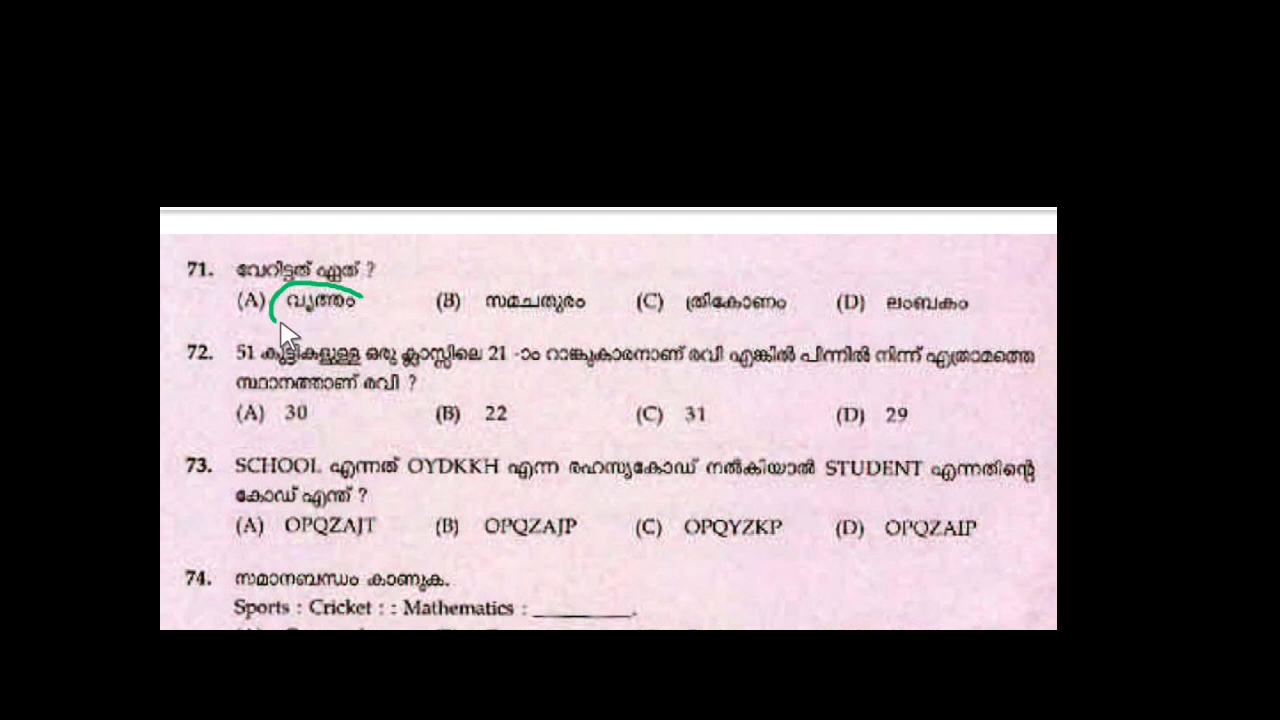 71. വേറിട്ടത് ഏത് ?
(A) വൃത്തം (B) സമചതുരം (C) ത്രികോണം (D) ലംബകം
72. 51 കുട്ടികളുള്ള ഒരു ക്ലാസ്സിലെ 21 -ാം റാങ്കുകാരനാണ് രവി എങ്കിൽ പിന്നിൽ നിന്ന് എത്രാമത്തെ
സ്ഥാനത്താണ് രവി ?
(A) 30 (B) 22 (C) 31 (D) 29
73. SCHOOL എന്നത് OYDKKH എന്ന രഹസ്യകോഡ് നൽകിയാൽ STUDENT എന്നതിന്റെ
കോഡ് എന്ത് ?
(A) OPQZAJT (B) OPQZAJP (C) OPQYZKP (D) OPQZAIP
74. സമാനബന്ധം കാണുക.
Sports : Cricket : : Mathematics : __________.